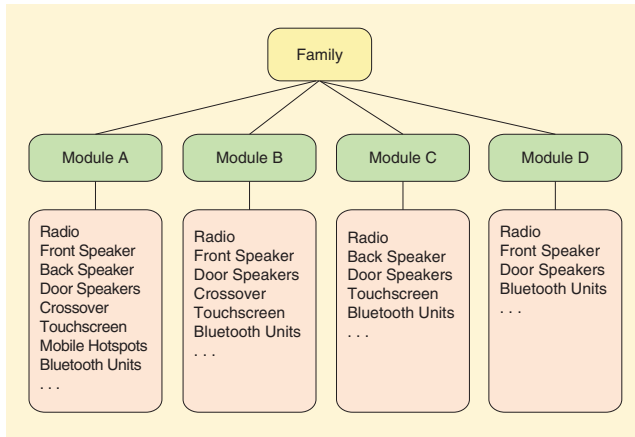 Family
Module A
Module B
Module C
Module D
Radio
Front Speaker
Back Speaker
Door Speakers
Crossover
Touchscreen
Mobile Hotspots
Bluetooth Units
. . .
Radio
Front Speaker
Door Speakers
Crossover
Touchscreen
Bluetooth Units
. . .
Radio
Back Speaker
Door Speakers
Touchscreen
Bluetooth Units
. . .
Radio
Front Speaker
Door Speakers
Bluetooth Units
. . .